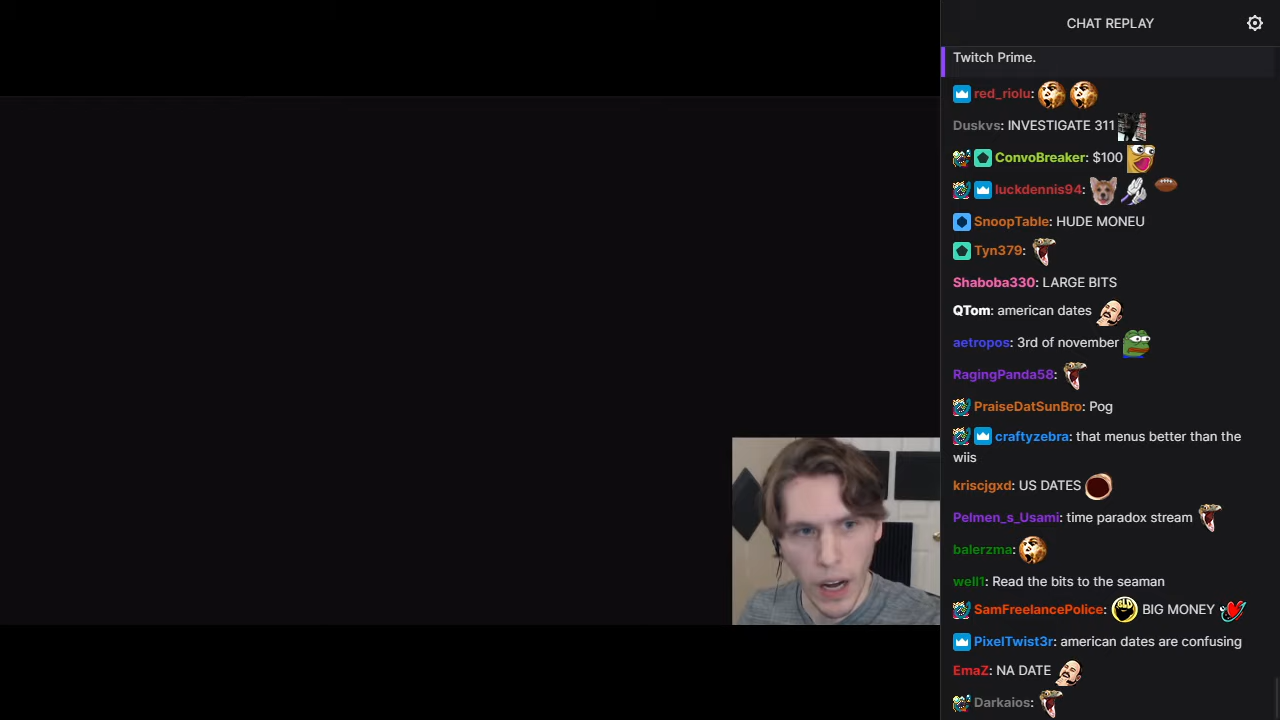 CHAT REPLAY
Twitch Prime.
red_riolu:
Duskvs: INVESTIGATE 311
ConvoBreaker: $100
luckdennis94:
SnoopTable: HUDE MONEU
Tyn379:
Shaboba330: LARGE BITS
QTom: american dates
aetropos: 3rd of november
RagingPanda58:
PraiseDatSunBro: Pog
craftyzebra: that menus better than the
wiis
kriscjgxd: US DATES
Pelmen_s_Usami: time paradox stream
balerzma:
well1: Read the bits to the seaman
SamFreelancePolice: BIG MONEY
PixelTwist3r: american dates are confusing
EmaZ: NA DATE
Darkaios: